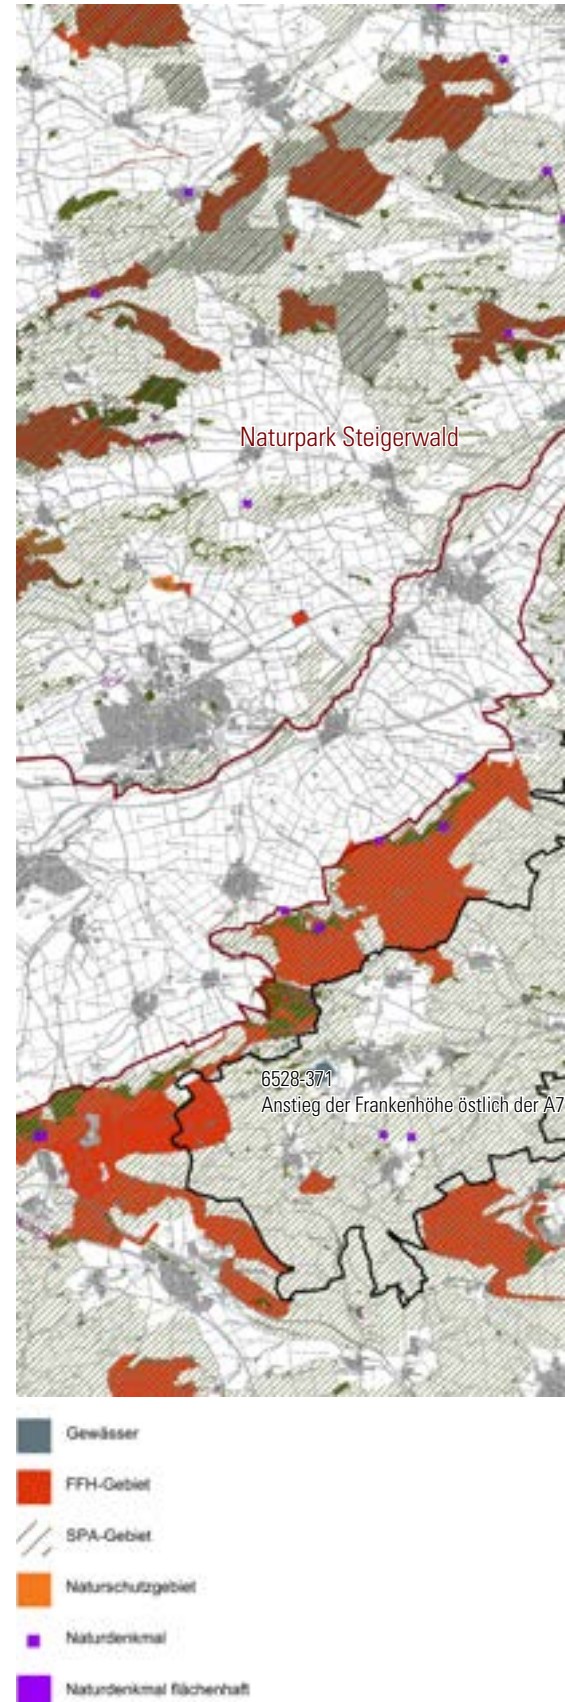 Naturpark Steigerwald
6528-371
Anstieg der Frankenhöhe östlich der A7
Gewässer
FFH-Gebiet
SPA-Gebiet
Naturschutzgebiet
Naturdenkmal
Naturdenkmal flächenhaft